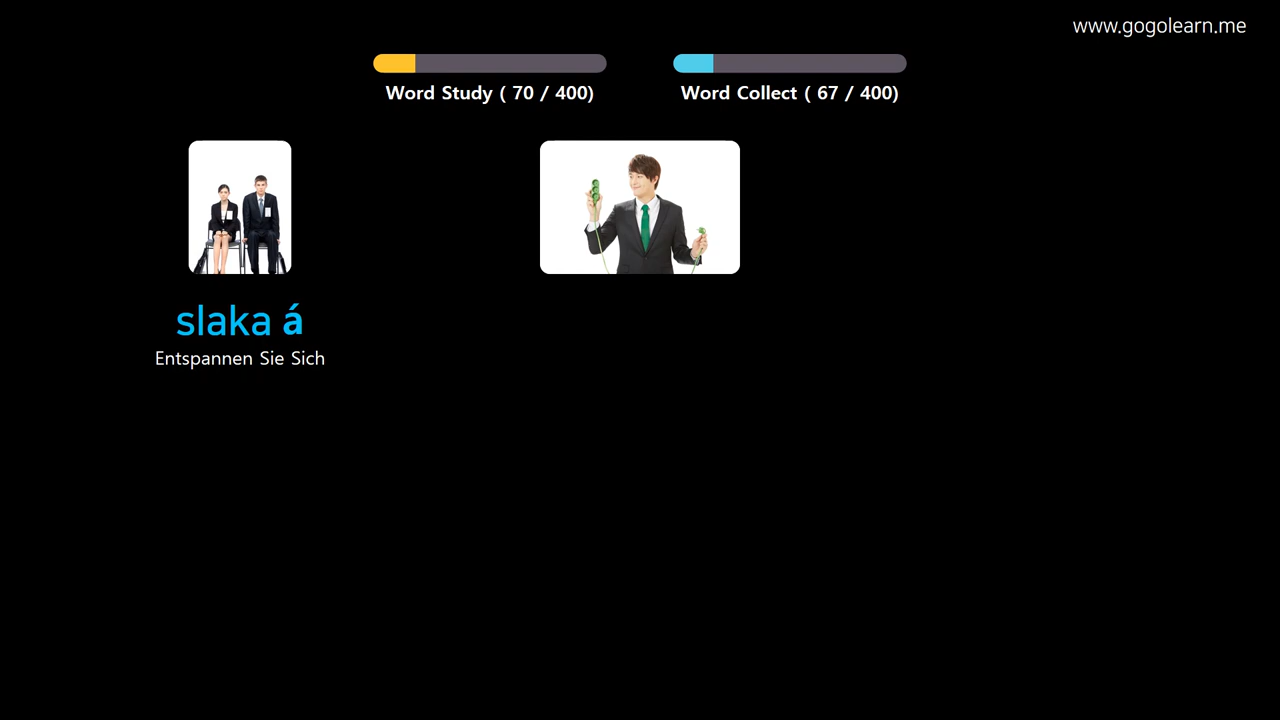 www.gogolearn.me
Word Study ( 70 / 400)
Word Collect ( 67 / 400)
slaka á
Entspannen Sie Sich